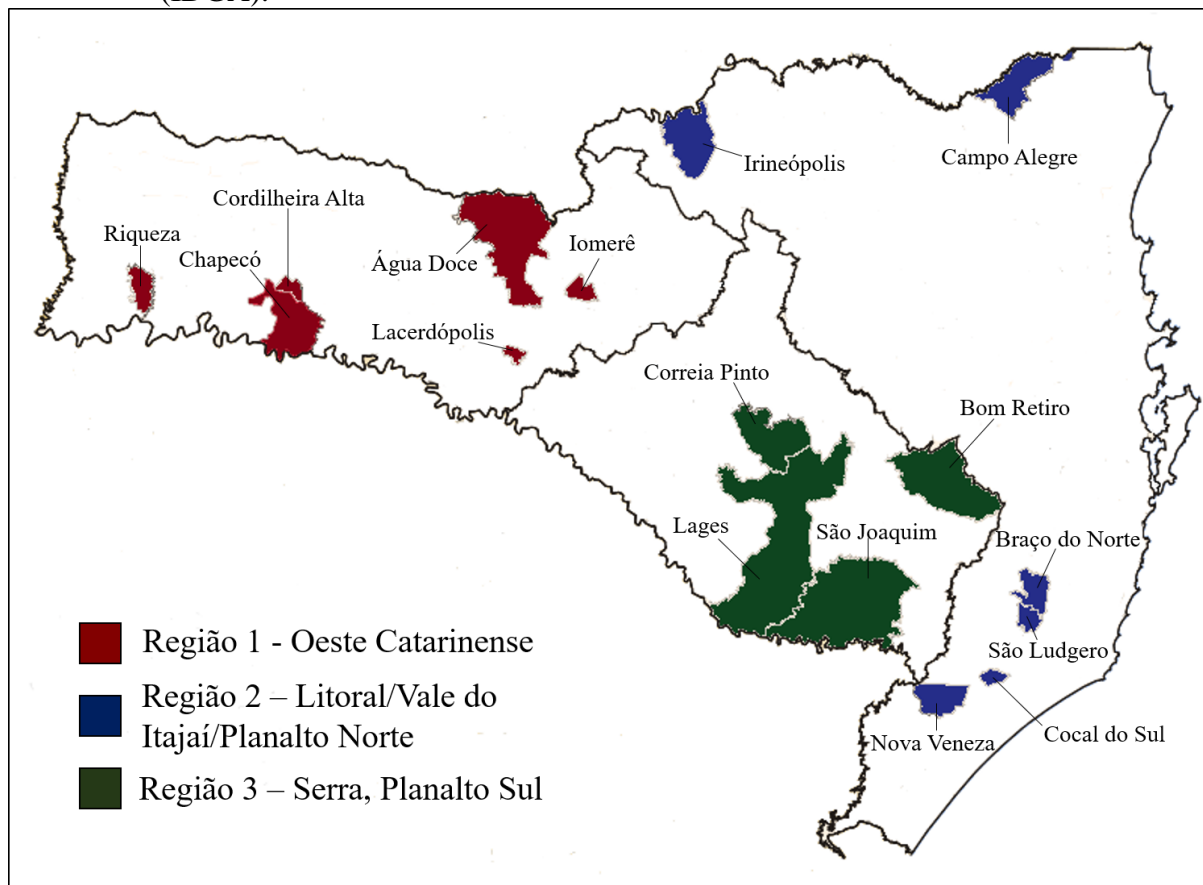 (IDGA).
Irineópolis
Campo Alegre
Cordilheira Alta
Riqueza
Chapecó
Água Doce
Iomerê
Lacerdópolis
Correia Pinto
Bom Retiro
Lages
São Joaquim
Braço do Norte
São Ludgero
Nova Veneza
Cocal do Sul
Região 1 - Oeste Catarinense
Região 2 – Litoral/Vale do
Itajaí/Planalto Norte
Região 3 – Serra, Planalto Sul